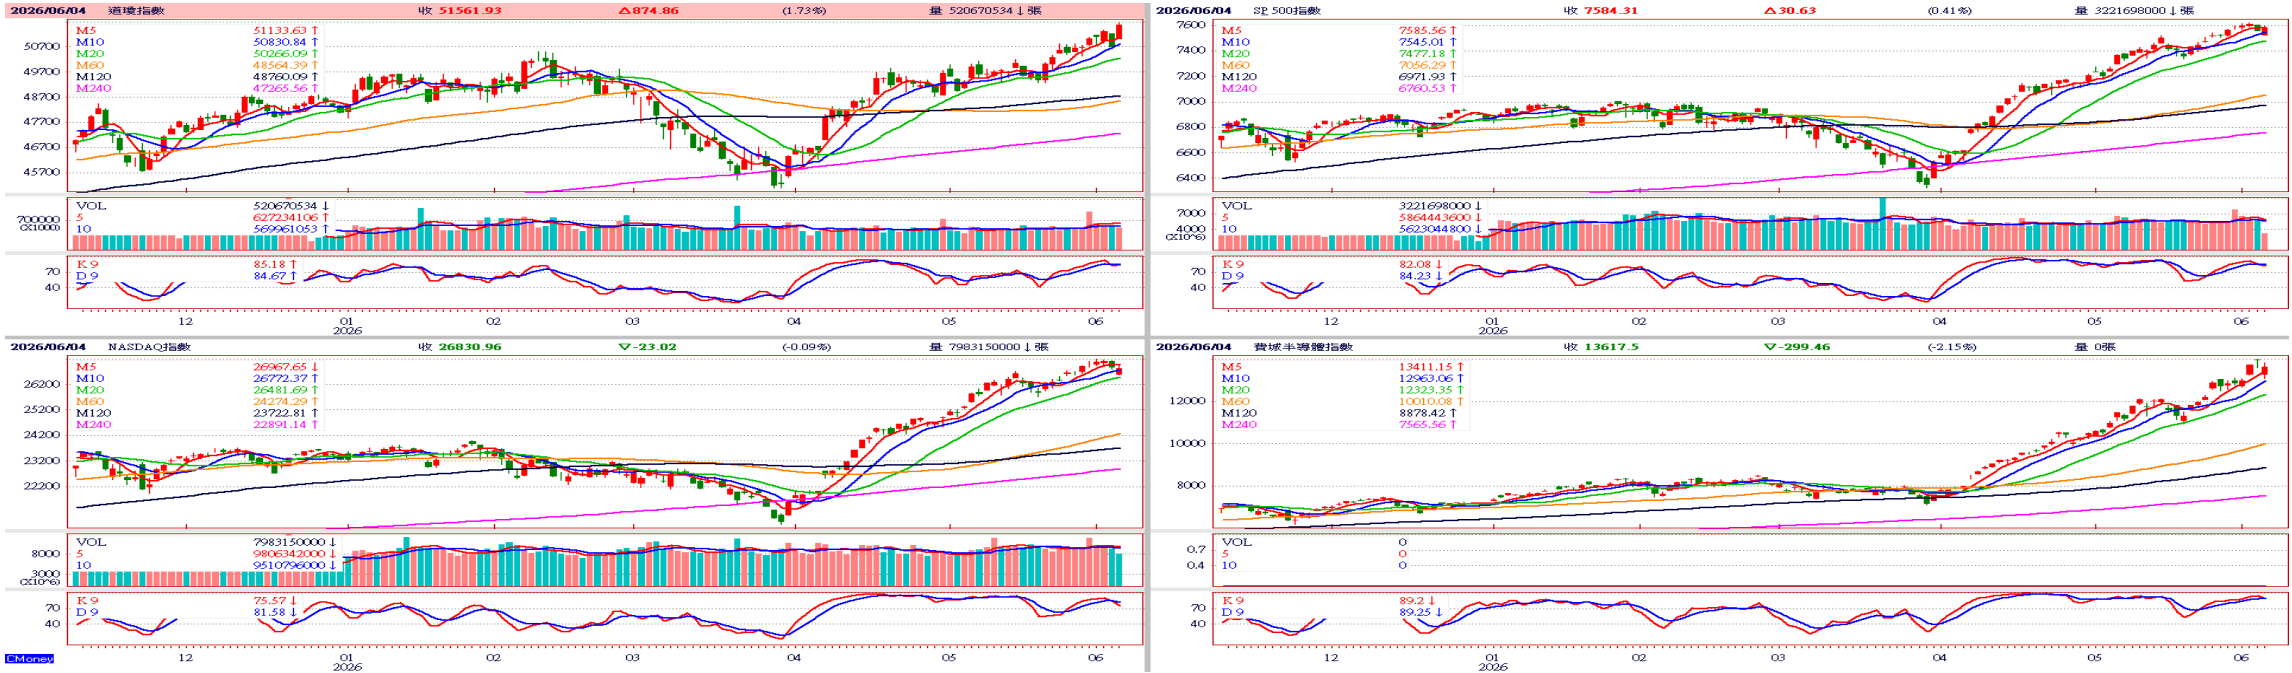 2026/06/04 道瓊指數 收 51561.93 △874.86 (1.73%) 量 520670534↓張
M5 51133.63↑
M10 50830.84↑
M20 50266.09↑
M60 48564.39↑
M120 48760.09↑
M240 47265.56↑
50700
49700
48700
47700
46700
45700
VOL 520670534↓
5 627234106↑
10 569961053↑
700000
(X1000)
K9 85.18↑
D9 84.67↑
70
40
12 01 02 03 04 05 06
2026
2026/06/04 SP 500指數 收 7584.31 △30.63 (0.41%) 量 3221698000↓張
M5 7585.56↑
M10 7545.01↑
M20 7477.18↑
M60 7056.29↑
M120 6971.93↑
M240 6760.53↑
7600
7400
7200
7000
6800
6600
6400
VOL 3221698000↓
5 5864443600↓
10 5623044800↓
7000
4000
(X10^6)
K9 82.08↓
D9 84.23↓
70
40
12 01 02 03 04 05 06
2026
2026/06/04 NASDAQ指數 收 26830.96 ▽-23.02 (-0.09%) 量 7983150000↓張
M5 26967.65↓
M10 26772.37↑
M20 26481.69↑
M60 24274.29↑
M120 23722.81↑
M240 22891.14↑
26200
25200
24200
23200
22200
VOL 7983150000↓
5 9806342000↓
10 9510796000↓
8000
3000
(X10^6)
K9 75.57↓
D9 81.58↓
70
40
12 01 02 03 04 05 06
2026
CMoney
2026/06/04 費城半導體指數 收 13617.5 ▽-299.46 (-2.15%) 量 0張
M5 13411.15↑
M10 12963.06↑
M20 12323.35↑
M60 10010.08↑
M120 8878.42↑
M240 7565.56↑
12000
10000
8000
VOL 0
5 0
10 0
0.7
0.4
K9 89.2↓
D9 89.25↓
70
40
12 01 02 03 04 05 06
2026